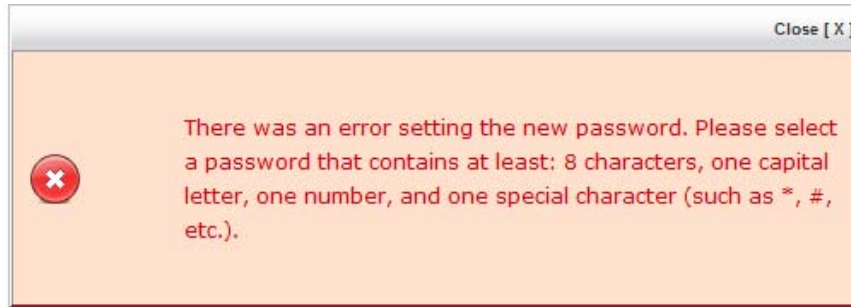 Close [ X ]
There was an error setting the new password. Please select
a password that contains at least: 8 characters, one capital
letter, one number, and one special character (such as *, #,
etc.).